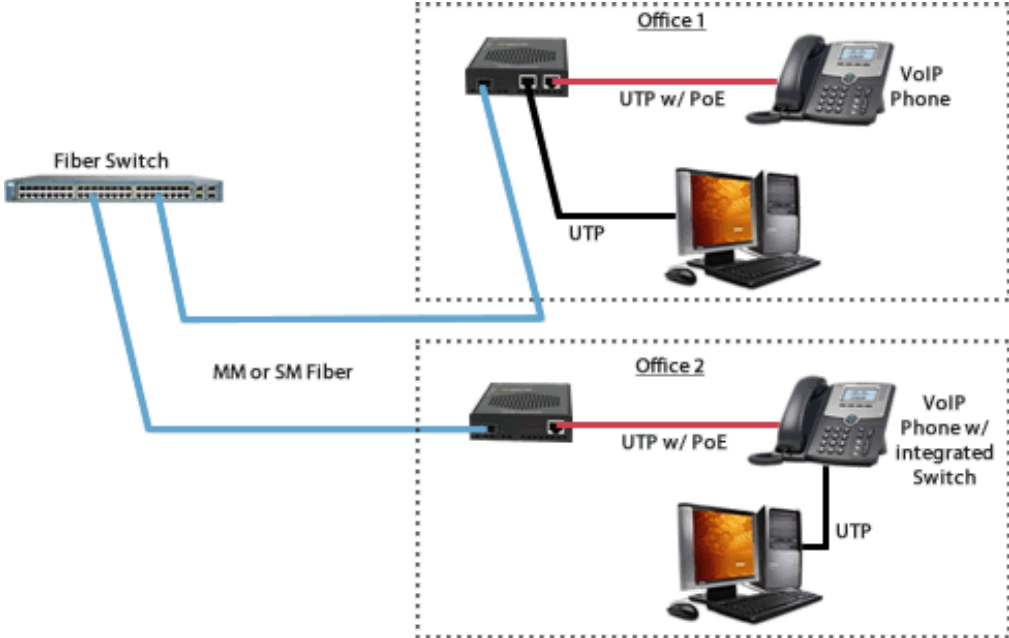 Office 1
UTP w/ PoE
VoIP
Phone
Fiber Switch
UTP
MM or SM Fiber
Office 2
UTP w/ PoE
VoIP
Phone w/
integrated
Switch
UTP